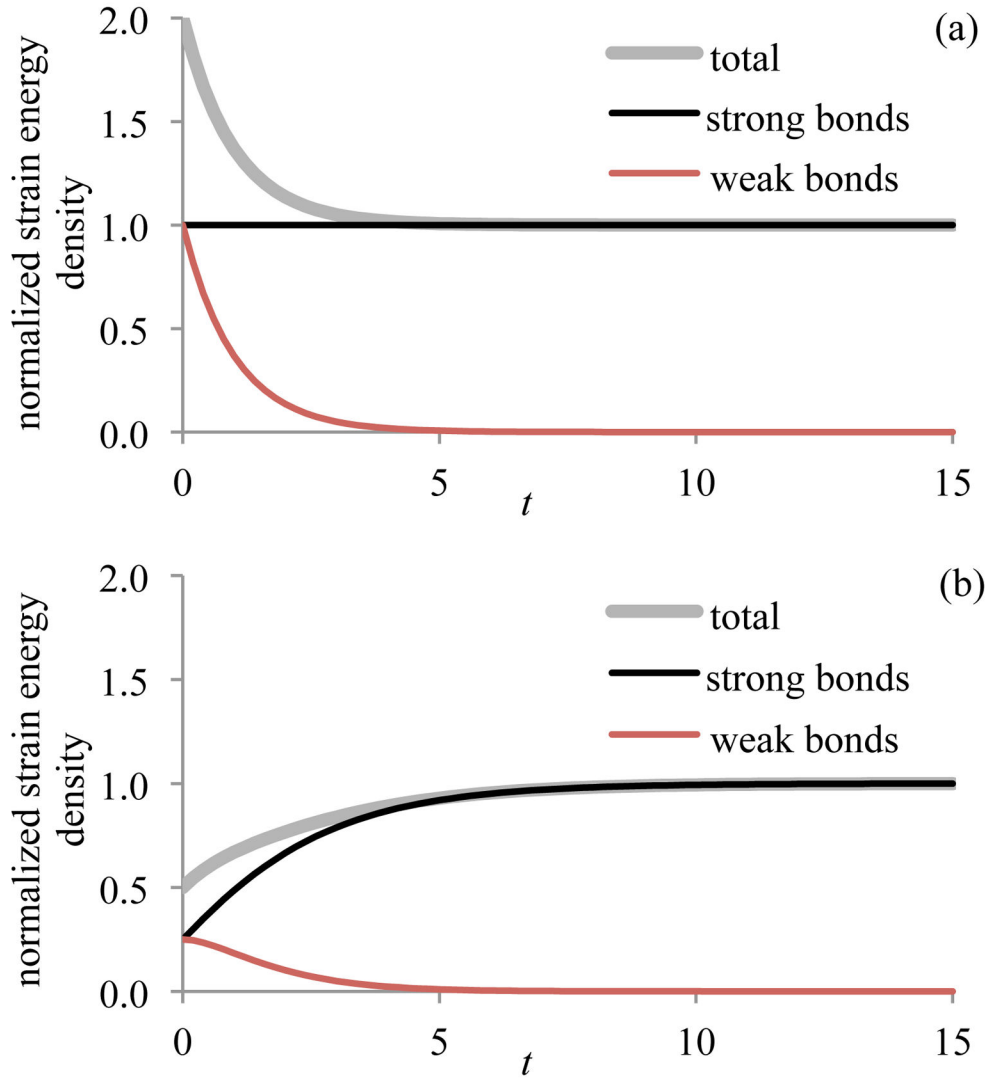 (a)
2.0
total
1.5
strong bonds
weak bonds
1.0
0.5
0.0
normalized strain energy
density
0
5
10
15
t
(b)
2.0
total
1.5
strong bonds
weak bonds
1.0
0.5
0.0
normalized strain energy
density
0
5
10
15
t